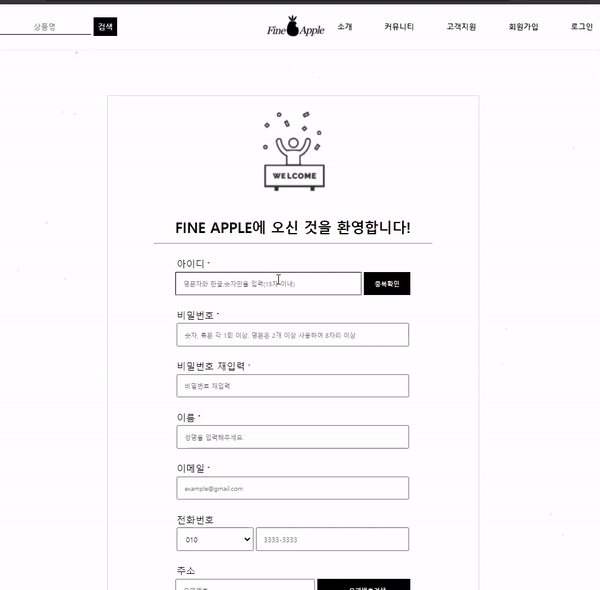 상품명 검색 Fine Apple 소개 커뮤니티 고객지원 회원가입 로그인
WELCOME
FINE APPLE에 오신 것을 환영합니다!
아이디 *
영문자와 한글,숫자만을 입력(15자 이내) 중복확인
비밀번호 *
숫자, 특문 각 1회 이상, 영문은 2개 이상 사용하여 8자리 이상
비밀번호 재입력 *
비밀번호 재입력
이름 *
성명을 입력해주세요.
이메일 *
example@gmail.com
전화번호
010 3333-3333
주소